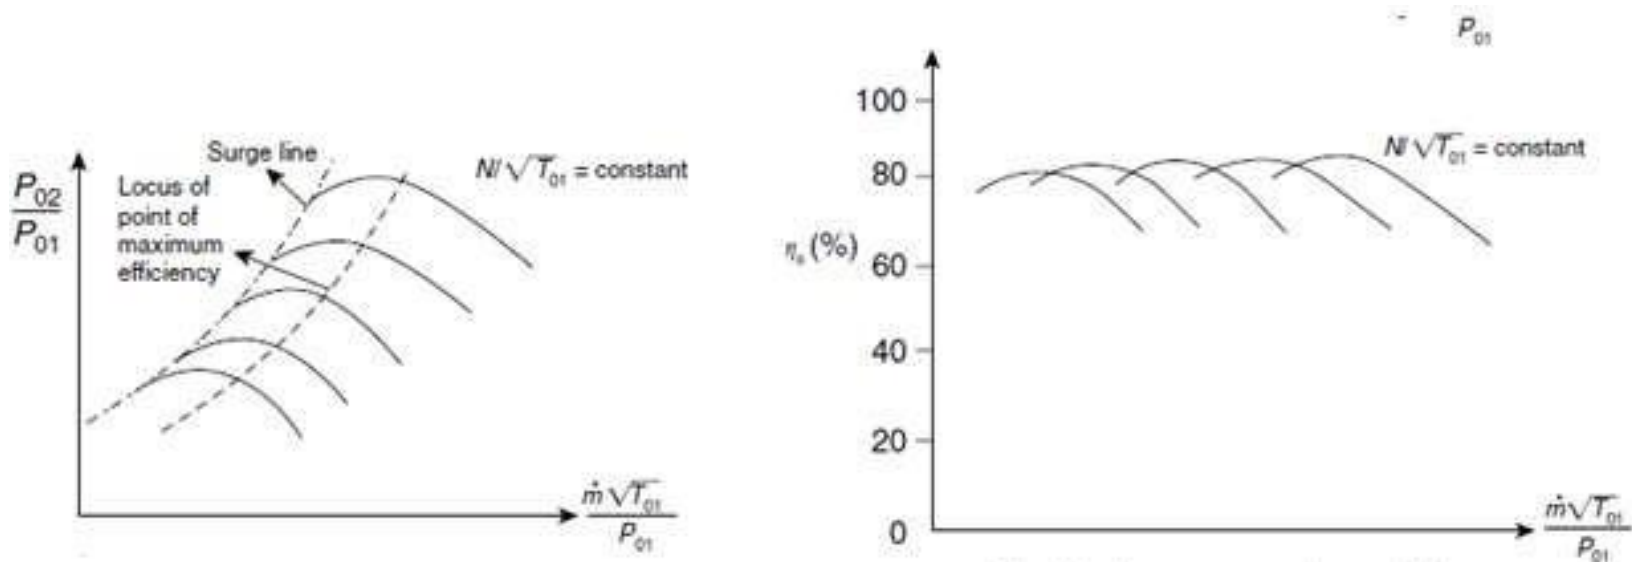 Surge line
Locus of
point of
maximum
efficiency
N/√T₀₁ = constant
P₀₂
P₀₁
ṁ√T₀₁
P₀₁
P₀₁
100
80
60
40
20
0
(%)
N/√T₀₁ = constant
ṁ√T₀₁
P₀₁